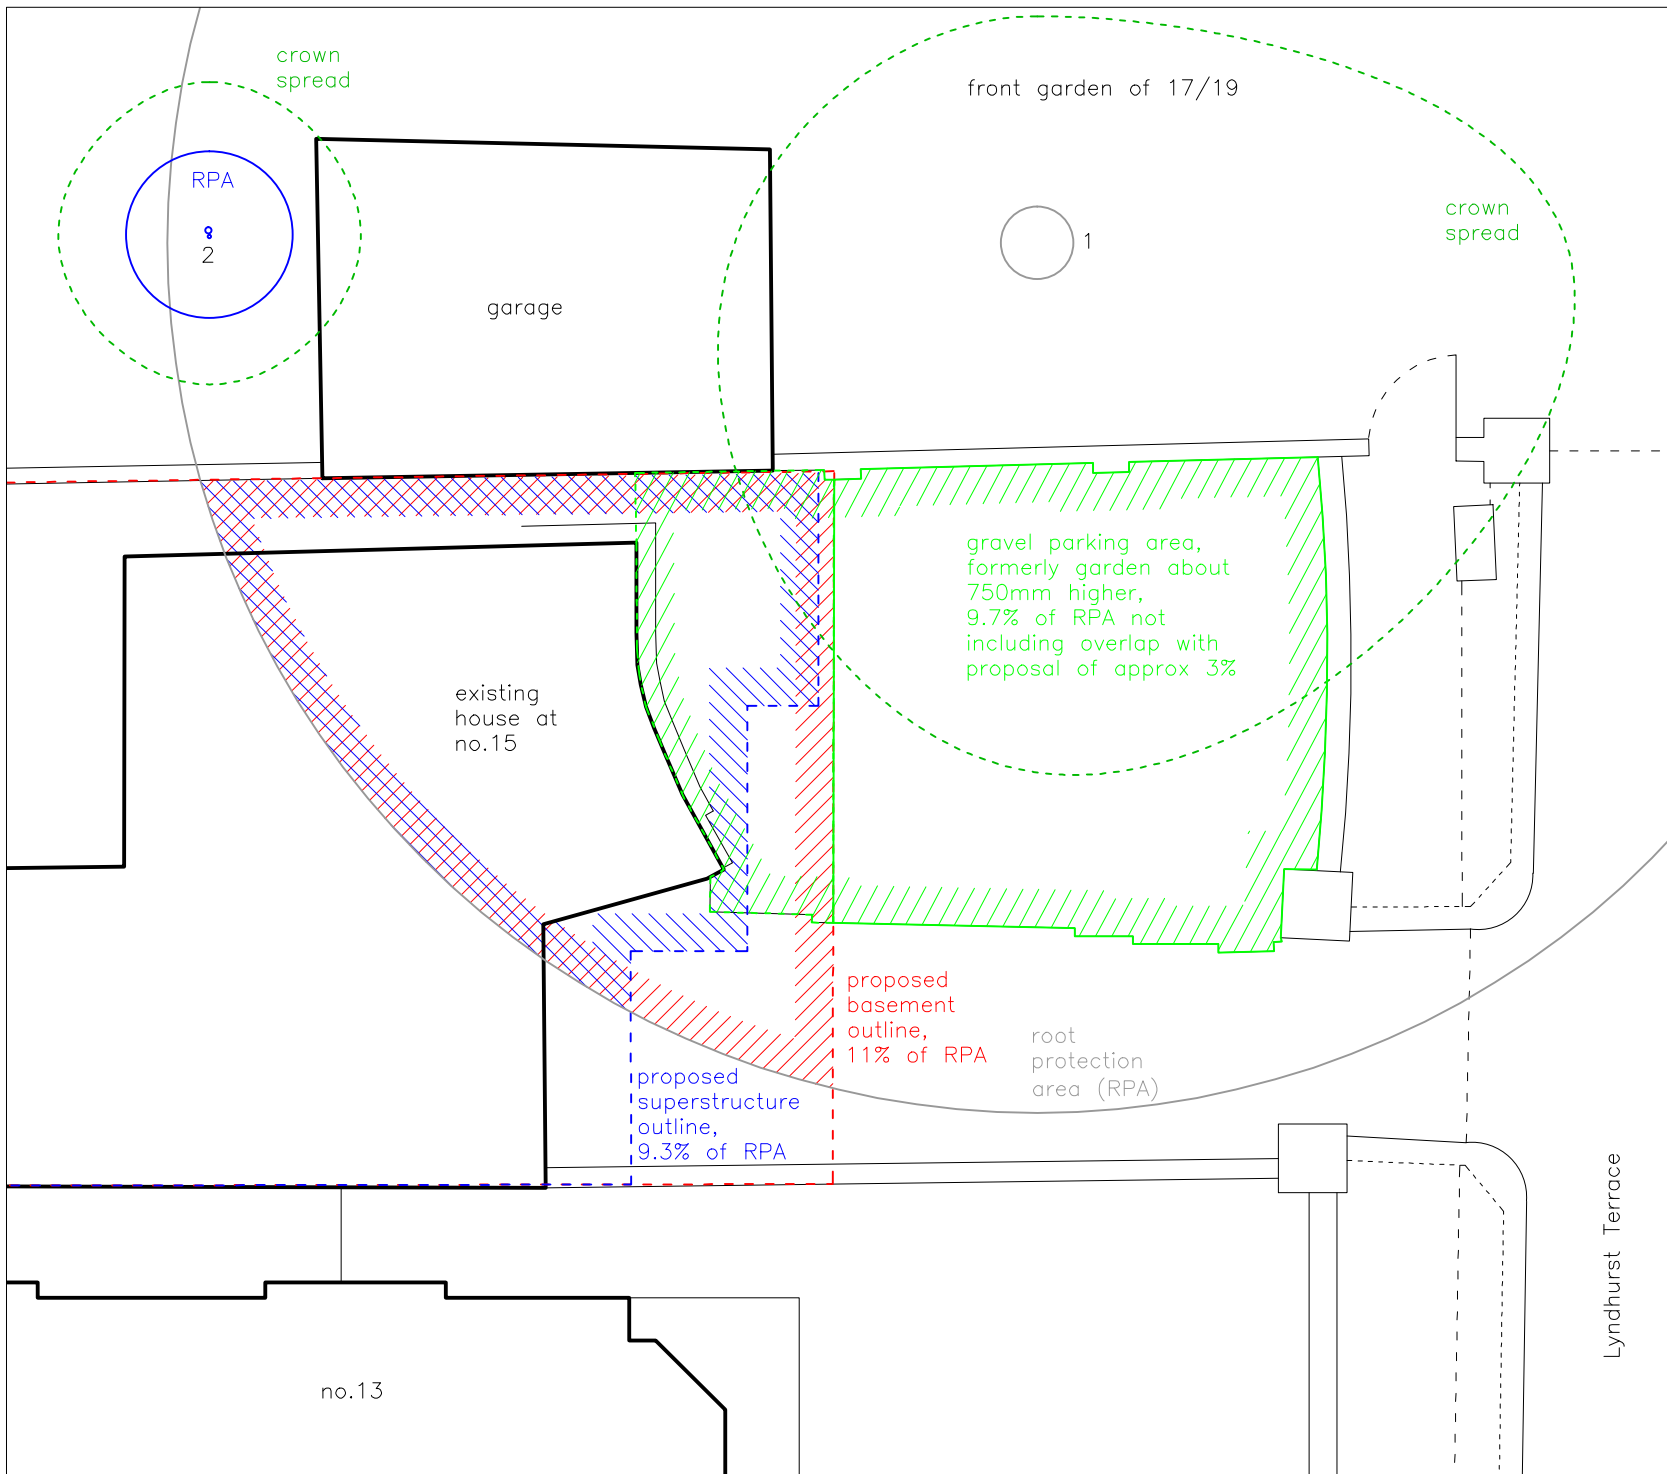 crown
spread
front garden of 17/19
RPA
2
1
crown
spread
garage
gravel parking area,
formerly garden about
750mm higher,
9.7% of RPA not
including overlap with
proposal of approx 3%
existing
house at
no.15
proposed
basement
outline,
11% of RPA
root
protection
area (RPA)
proposed
superstructure
outline,
9.3% of RPA
Lyndhurst Terrace
no.13